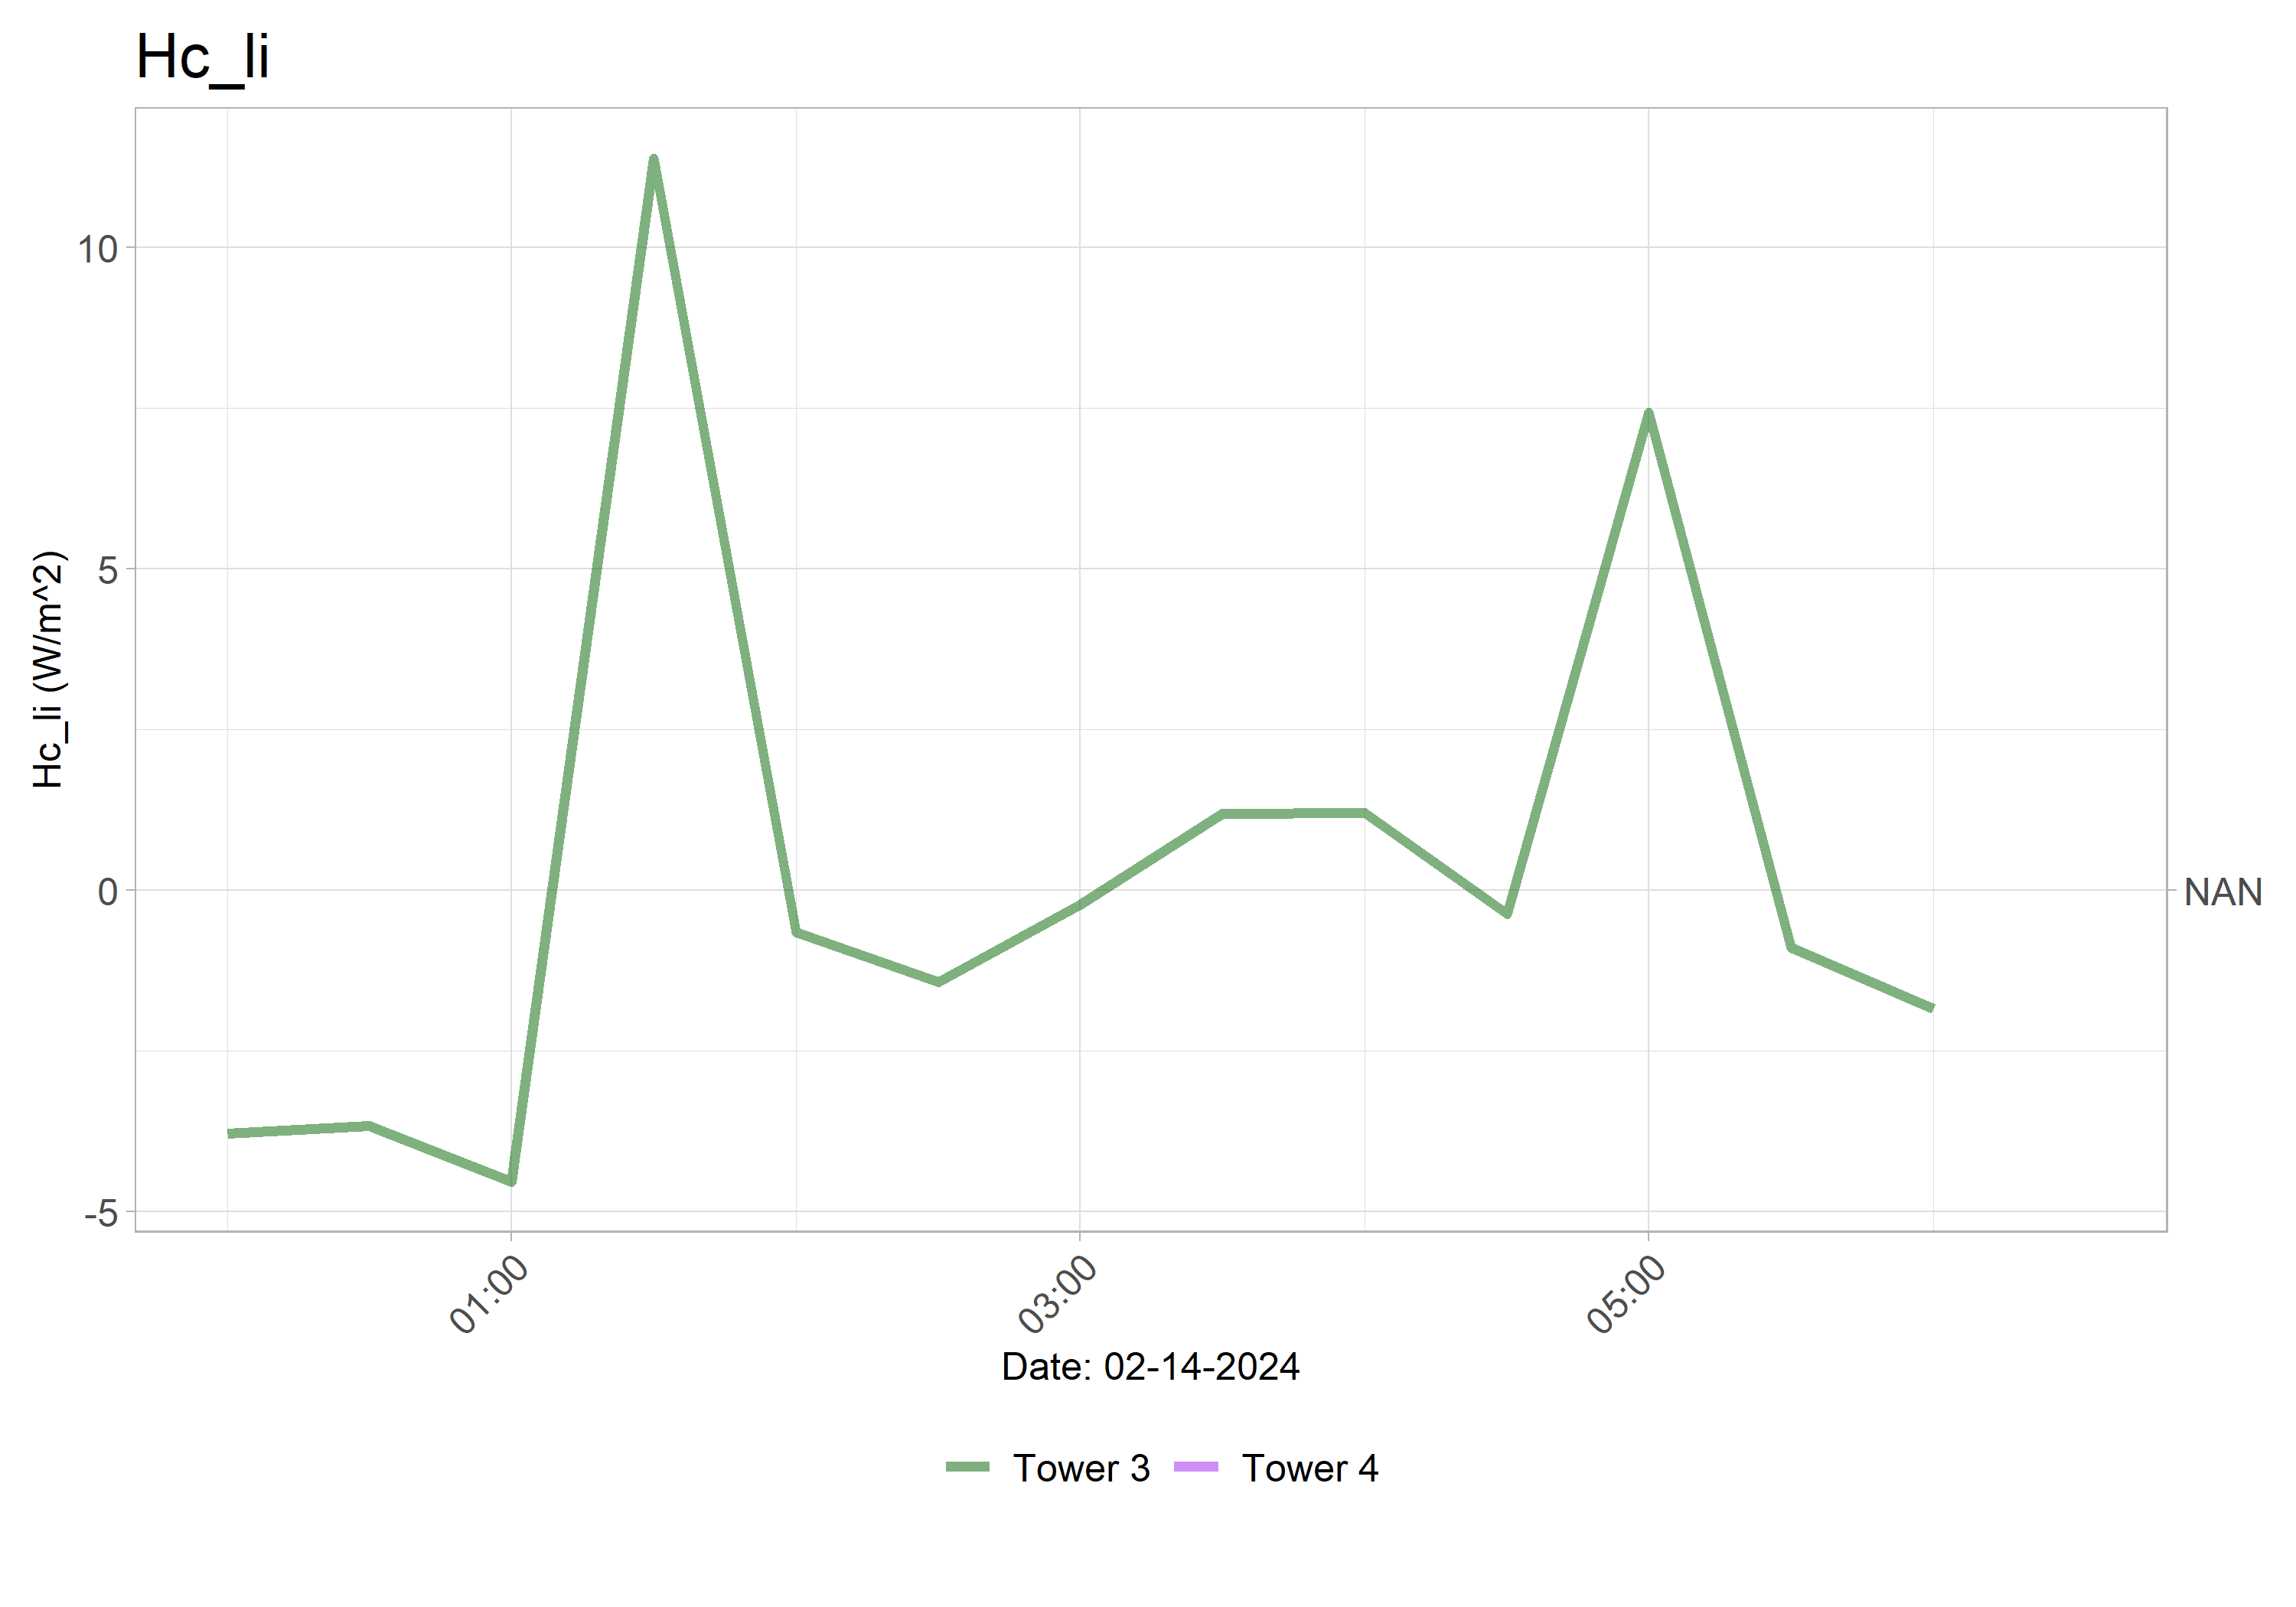 Hc_li
Hc_li (W/m^2)
10
5
0
-5
NAN
01:00
03:00
05:00
Date: 02-14-2024
Tower 3
Tower 4